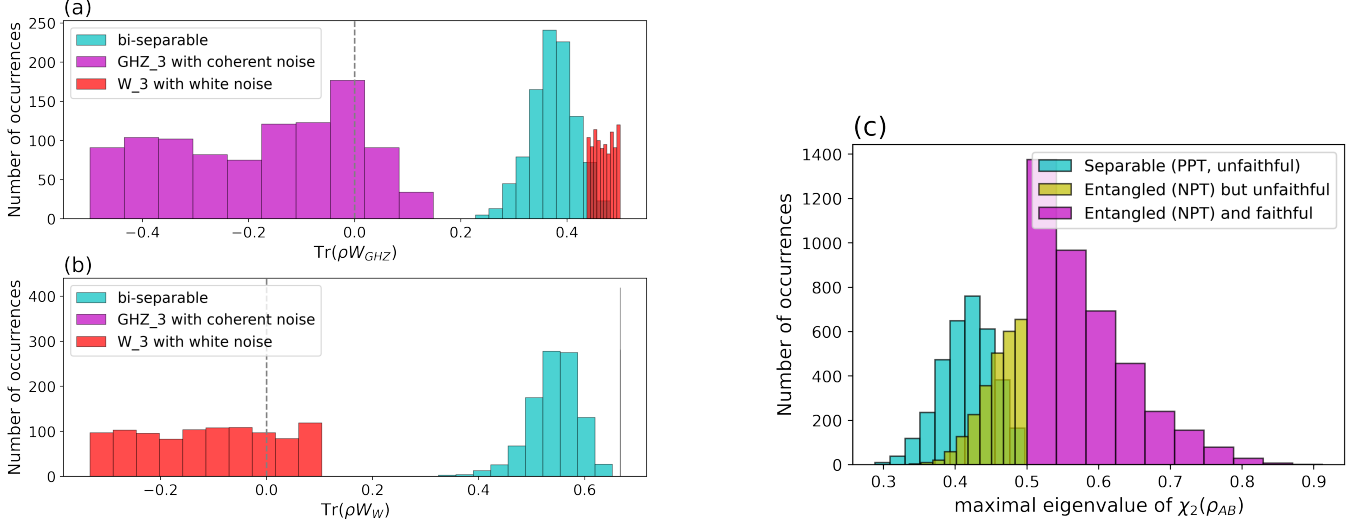 (a)
Number of occurrences
250
200
150
100
50
0
bi-separable
GHZ_3 with coherent noise
W_3 with white noise
−0.4
−0.2
0.0
0.2
0.4
Tr(ρW_GHZ)
(b)
Number of occurrences
400
300
200
100
0
bi-separable
GHZ_3 with coherent noise
W_3 with white noise
−0.2
0.0
0.2
0.4
0.6
Tr(ρW_W)
(c)
Number of occurrences
1400
1200
1000
800
600
400
200
0
Separable (PPT, unfaithful)
Entangled (NPT) but unfaithful
Entangled (NPT) and faithful
0.3
0.4
0.5
0.6
0.7
0.8
0.9
maximal eigenvalue of χ₂(ρ_AB)